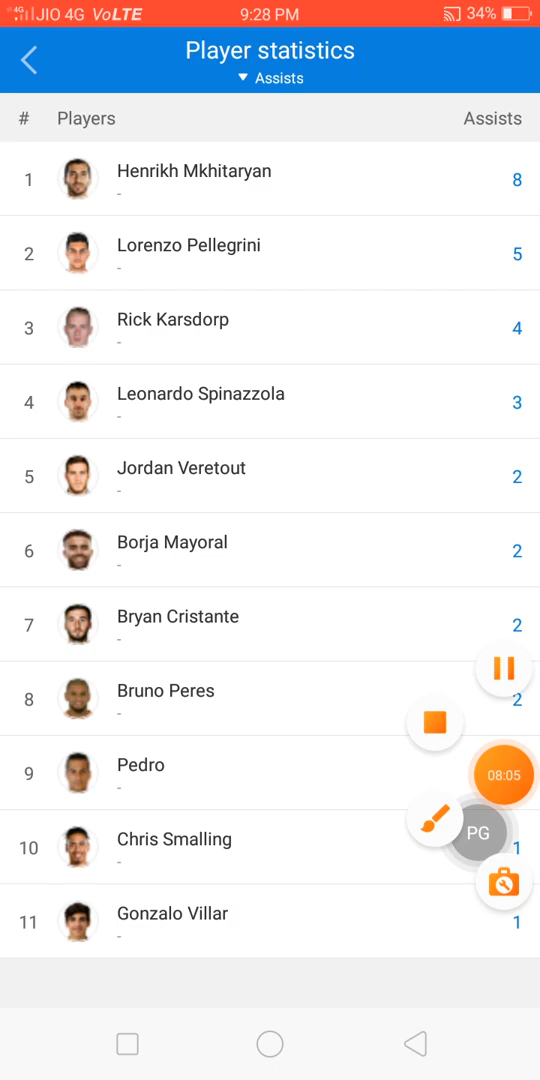 4G JIO 4G VoLTE 9:28 PM 34%
Player statistics
▼ Assists
# Players Assists
1 Henrikh Mkhitaryan 8
-
2 Lorenzo Pellegrini 5
-
3 Rick Karsdorp 4
-
4 Leonardo Spinazzola 3
-
5 Jordan Veretout 2
-
6 Borja Mayoral 2
-
7 Bryan Cristante 2
-
8 Bruno Peres 2
-
9 Pedro
-
08:05
10 Chris Smalling 1
-
PG
11 Gonzalo Villar 1
-